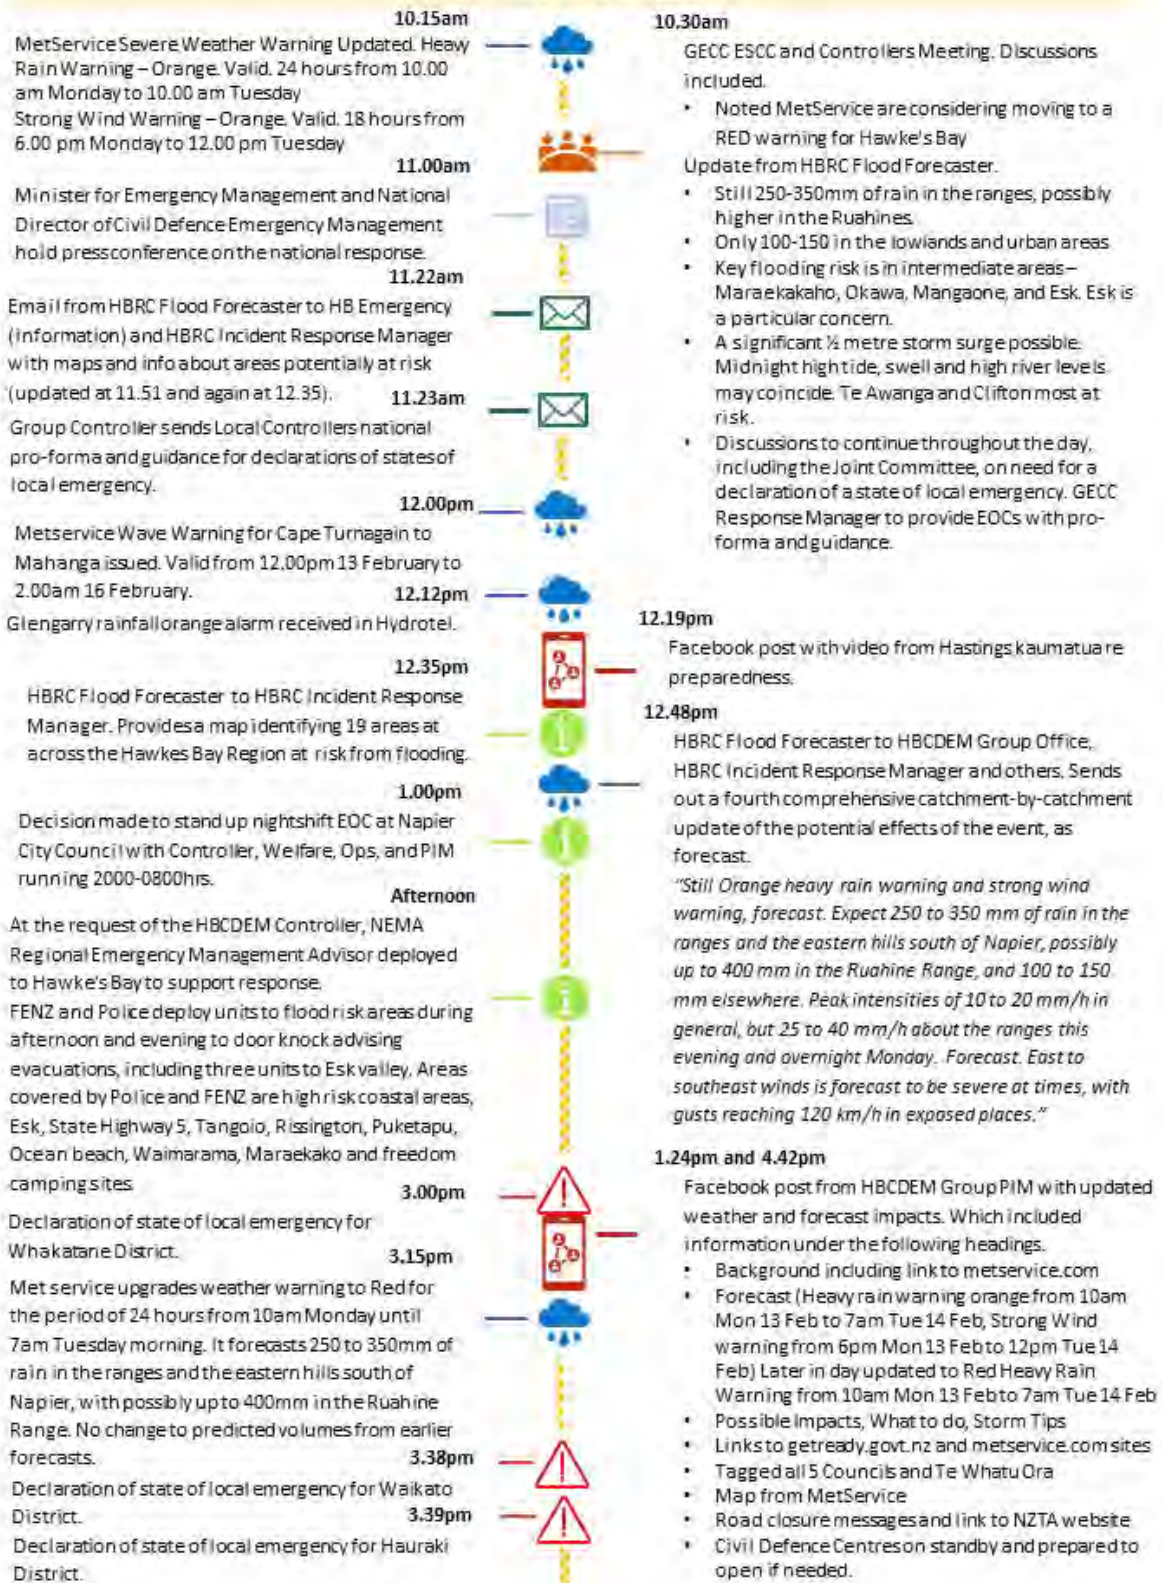 10.15am
MetService Severe Weather Warning Updated. Heavy
Rain Warning – Orange. Valid. 24 hours from 10.00
am Monday to 10.00 am Tuesday
Strong Wind Warning – Orange. Valid. 18 hours from
6.00 pm Monday to 12.00 pm Tuesday
11.00am
Minister for Emergency Management and National
Director of Civil Defence Emergency Management
hold press conference on the national response.
11.22am
Email from HBRC Flood Forecaster to HB Emergency
(Information) and HBRC Incident Response Manager
with maps and info about areas potentially at risk
(updated at 11.51 and again at 12.35).
11.23am
Group Controller sends Local Controllers national
pro-forma and guidance for declarations of states of
local emergency.
12.00pm
Metservice Wave Warning for Cape Turnagain to
Mahanga issued. Valid from 12.00pm 13 February to
2.00am 16 February.
12.12pm
Glengarry rainfall orange alarm received in Hydrotel.
12.35pm
HBRC Flood Forecaster to HBRC Incident Response
Manager. Provides a map identifying 19 areas at
across the Hawkes Bay Region at risk from flooding.
1.00pm
Decision made to stand up nightshift EOC at Napier
City Council with Controller, Welfare, Ops, and PIM
running 2000-0800hrs.
Afternoon
At the request of the HBCDEM Controller, NEMA
Regional Emergency Management Advisor deployed
to Hawke's Bay to support response.
FENZ and Police deploy units to flood risk areas during
afternoon and evening to door knock advising
evacuations, including three units to Esk valley. Areas
covered by Police and FENZ are high risk coastal areas,
Esk, State Highway 5, Tangoio, Rissington, Puketapu,
Ocean beach, Waimarama, Maraekako and freedom
camping sites.
3.00pm
Declaration of state of local emergency for
Whakatane District.
3.15pm
Met service upgrades weather warning to Red for
the period of 24 hours from 10am Monday until
7am Tuesday morning. It forecasts 250 to 350mm of
rain in the ranges and the eastern hills south of
Napier, with possibly up to 400mm in the Ruahine
Range. No change to predicted volumes from earlier
forecasts.
3.38pm
Declaration of state of local emergency for Waikato
District.
3.39pm
Declaration of state of local emergency for Hauraki
District.
10.30am
GECC ESCC and Controllers Meeting. Discussions
included.
• Noted MetService are considering moving to a
RED warning for Hawke's Bay
Update from HBRC Flood Forecaster.
• Still 250-350mm of rain in the ranges, possibly
higher in the Ruahines.
• Only 100-150 in the lowlands and urban areas
• Key flooding risk is in intermediate areas –
Maraekakaho, Okawa, Mangaone, and Esk. Esk is
a particular concern.
• A significant ½ metre storm surge possible.
Midnight high tide, swell and high river levels
may coincide. Te Awanga and Clifton most at
risk.
• Discussions to continue throughout the day,
including the Joint Committee, on need for a
declaration of a state of local emergency. GECC
Response Manager to provide EOCs with pro-
forma and guidance.
12.19pm
Facebook post with video from Hastings kaumatua re
preparedness.
12.48pm
HBRC Flood Forecaster to HBCDEM Group Office,
HBRC Incident Response Manager and others. Sends
out a fourth comprehensive catchment-by-catchment
update of the potential effects of the event, as
forecast.
"Still Orange heavy rain warning and strong wind
warning, forecast. Expect 250 to 350 mm of rain in the
ranges and the eastern hills south of Napier, possibly
up to 400 mm in the Ruahine Range, and 100 to 150
mm elsewhere. Peak intensities of 10 to 20 mm/h in
general, but 25 to 40 mm/h about the ranges this
evening and overnight Monday. Forecast. East to
southeast winds is forecast to be severe at times, with
gusts reaching 120 km/h in exposed places."
1.24pm and 4.42pm
Facebook post from HBCDEM Group PIM with updated
weather and forecast impacts. Which included
information under the following headings.
• Background including link to metservice.com
• Forecast (Heavy rain warning orange from 10am
Mon 13 Feb to 7am Tue 14 Feb, Strong Wind
warning from 6pm Mon 13 Feb to 12pm Tue 14
Feb) Later in day updated to Red Heavy Rain
Warning from 10am Mon 13 Feb to 7am Tue 14 Feb
• Possible Impacts, What to do, Storm Tips
• Links to getready.govt.nz and metservice.com sites
• Tagged all 5 Councils and Te Whatu Ora
• Map from MetService
• Road closure messages and link to NZTA website
• Civil Defence Centres on standby and prepared to
open if needed.